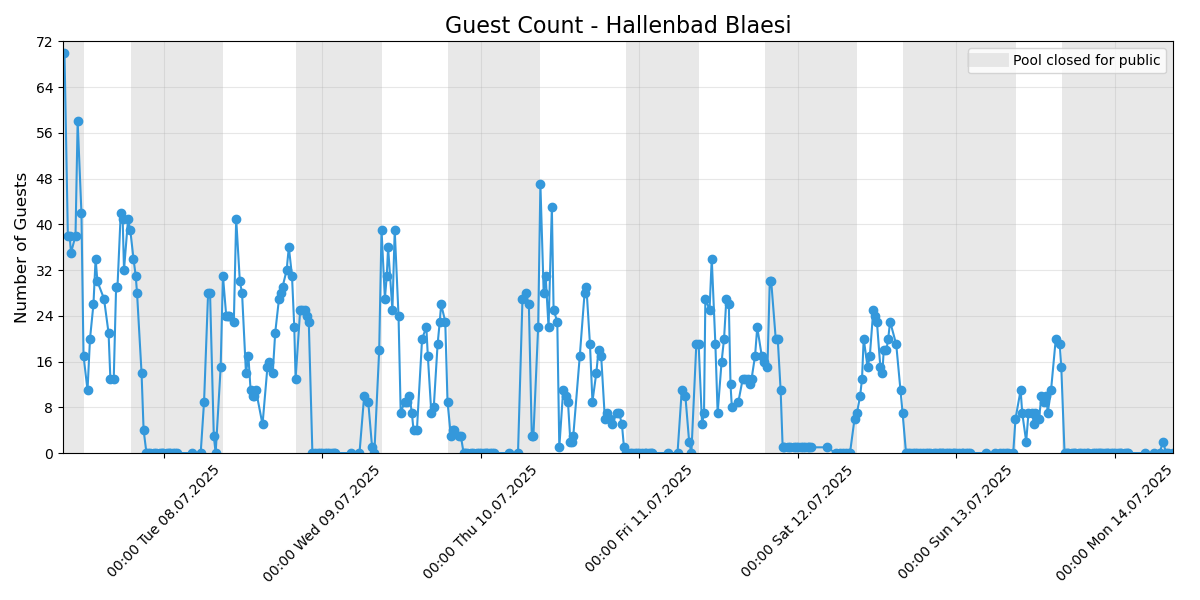 Guest Count - Hallenbad Blaesi
Pool closed for public
Number of Guests
72
64
56
48
40
32
24
16
8
0
00:00 Tue 08.07.2025
00:00 Wed 09.07.2025
00:00 Thu 10.07.2025
00:00 Fri 11.07.2025
00:00 Sat 12.07.2025
00:00 Sun 13.07.2025
00:00 Mon 14.07.2025